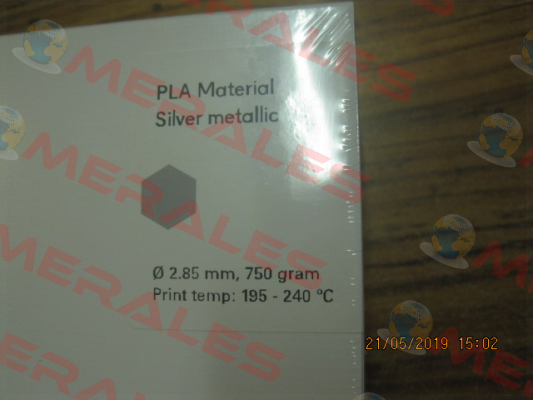 PLA Material
Silver metallic
Ø 2.85 mm, 750 gram
Print temp: 195 - 240 °C
21/05/2019 15:02
MERALES
MERALES
MERALES
MERALES